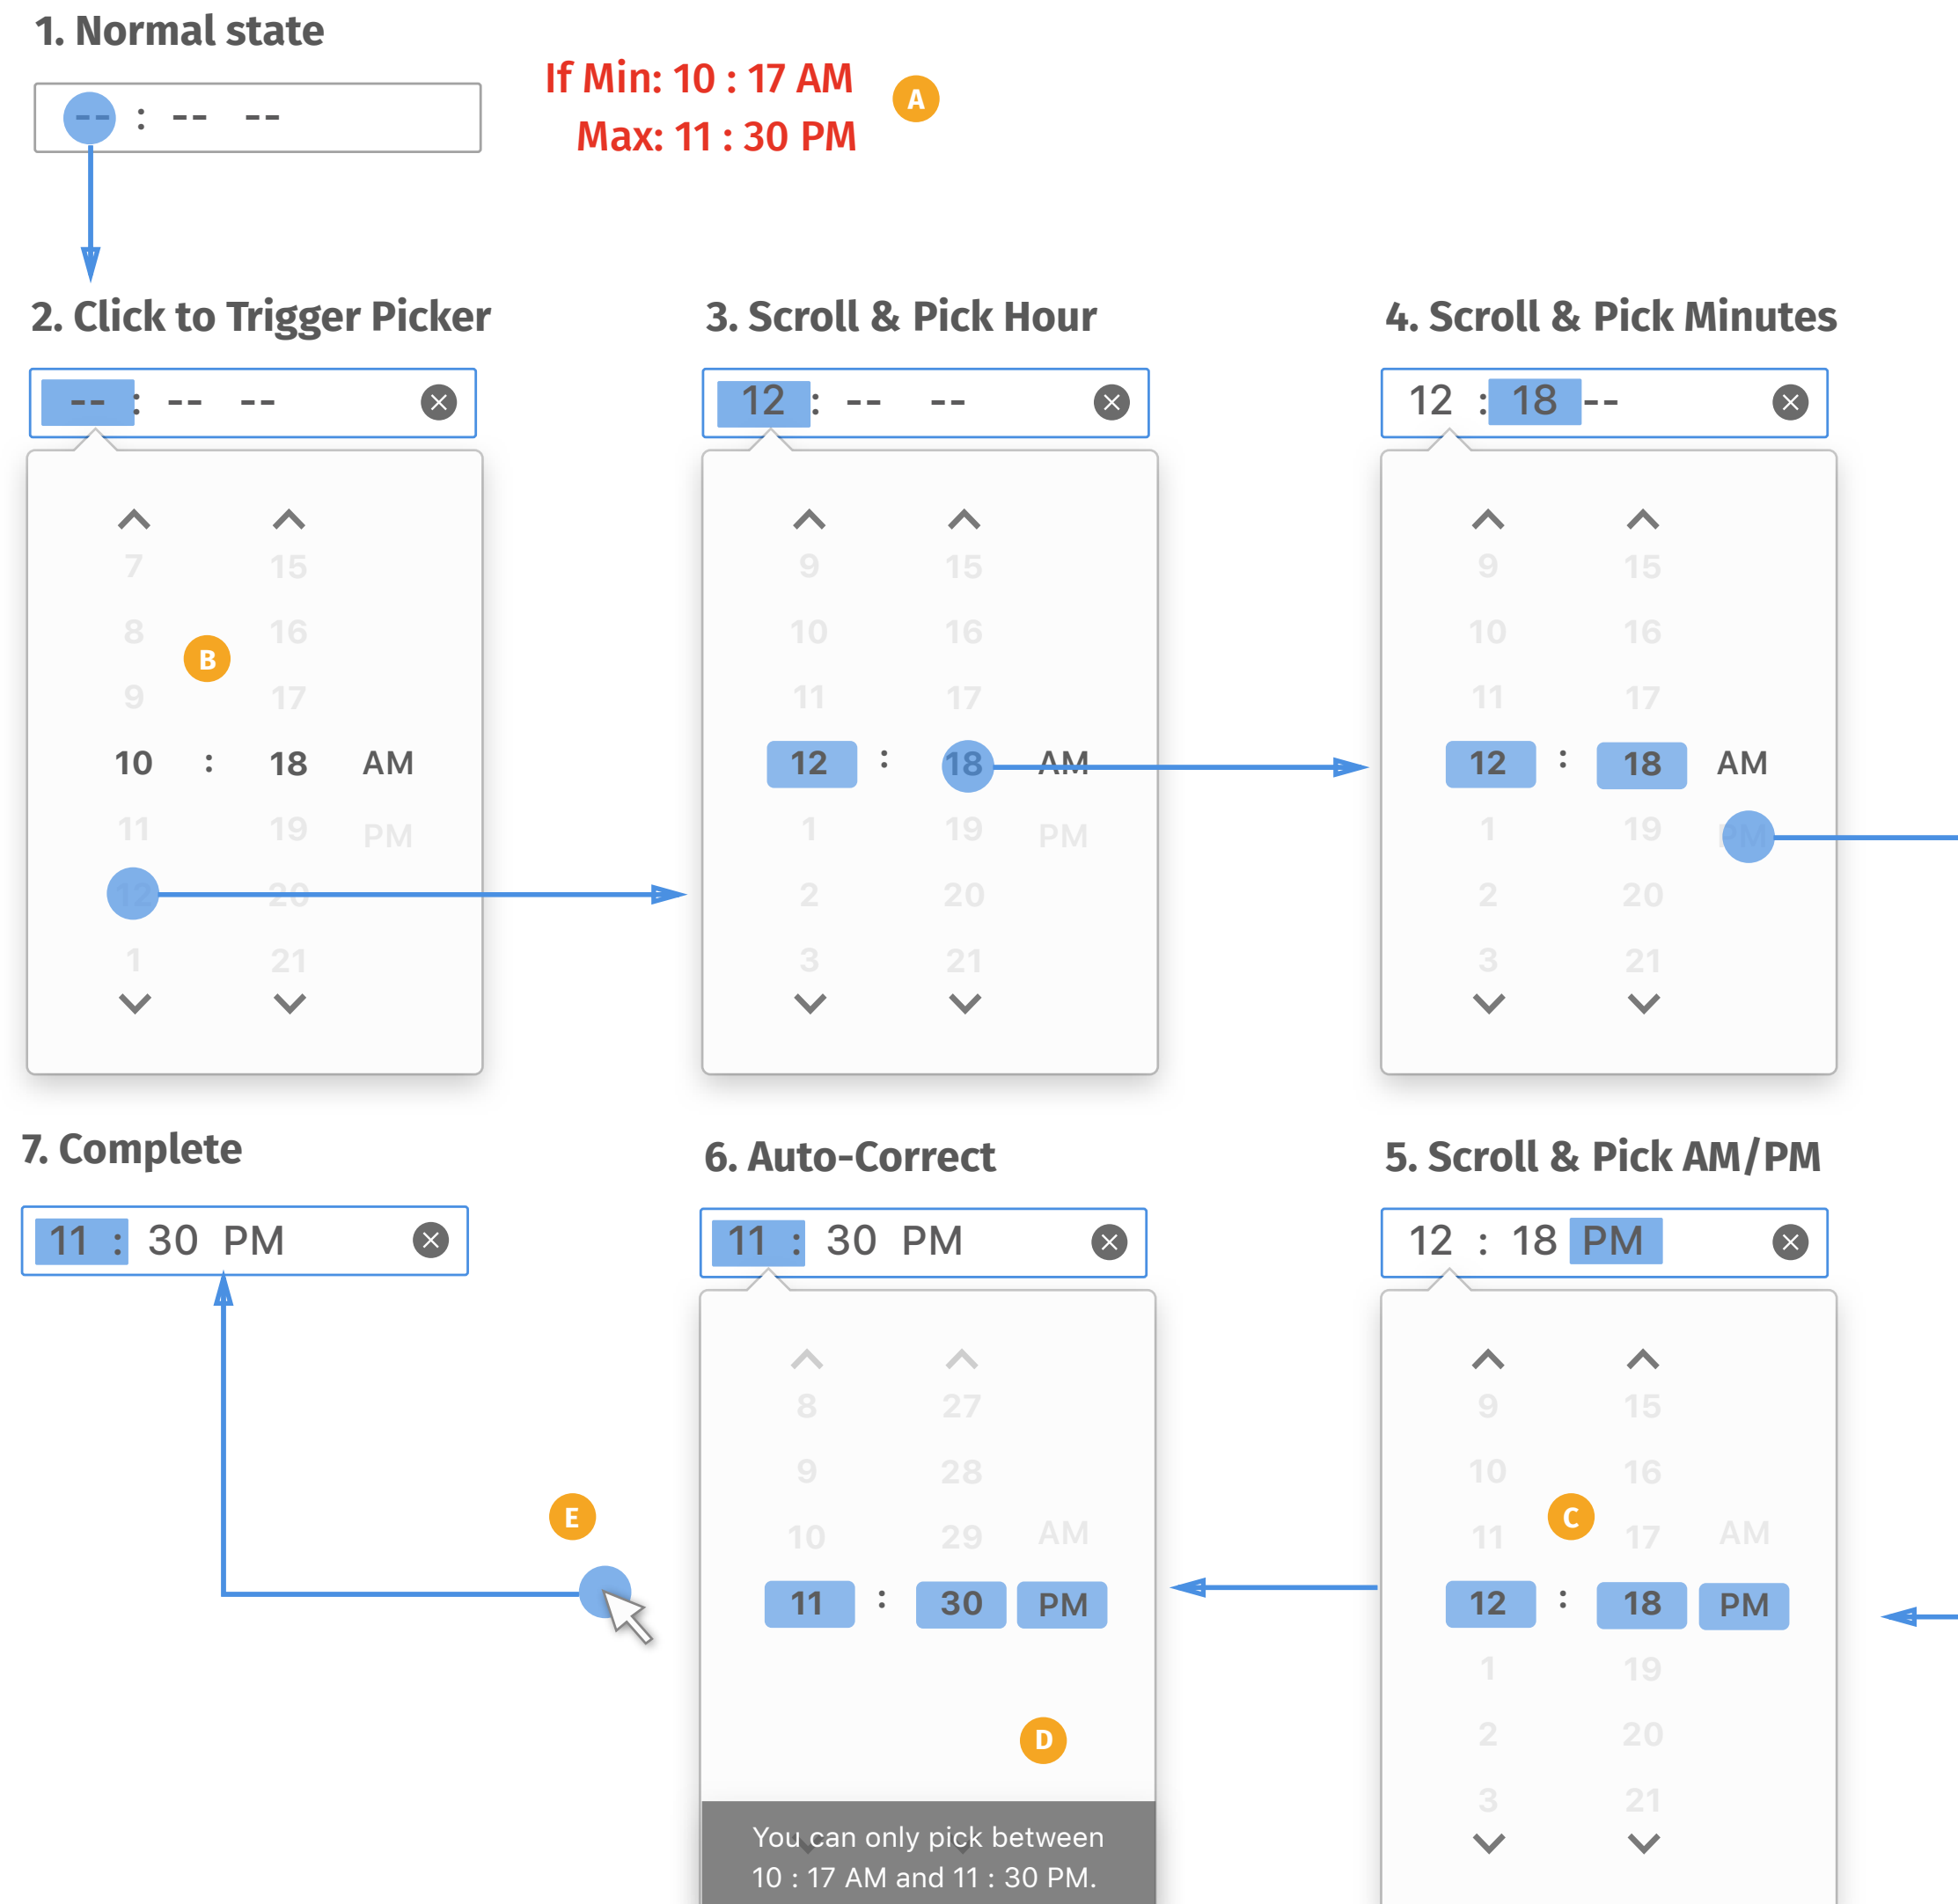 1. Normal state
-- : -- --
If Min: 10 : 17 AM
Max: 11 : 30 PM
A
2. Click to Trigger Picker
-- : -- --
7 15
8 16
B
9 17
10 : 18 AM
11 19 PM
12 20
1 21
3. Scroll & Pick Hour
12 : -- --
9 15
10 16
11 17
12 : 18 AM
1 19 PM
2 20
3 21
4. Scroll & Pick Minutes
12 : 18 --
9 15
10 16
11 17
12 : 18 AM
1 19 PM
2 20
3 21
7. Complete
11 : 30 PM
E
6. Auto-Correct
11 : 30 PM
8 27
9 28
10 29 AM
11 : 30 PM
D
You can only pick between
10 : 17 AM and 11 : 30 PM.
5. Scroll & Pick AM/PM
12 : 18 PM
9 15
10 16
C
11 17 AM
12 : 18 PM
1 19
2 20
3 21